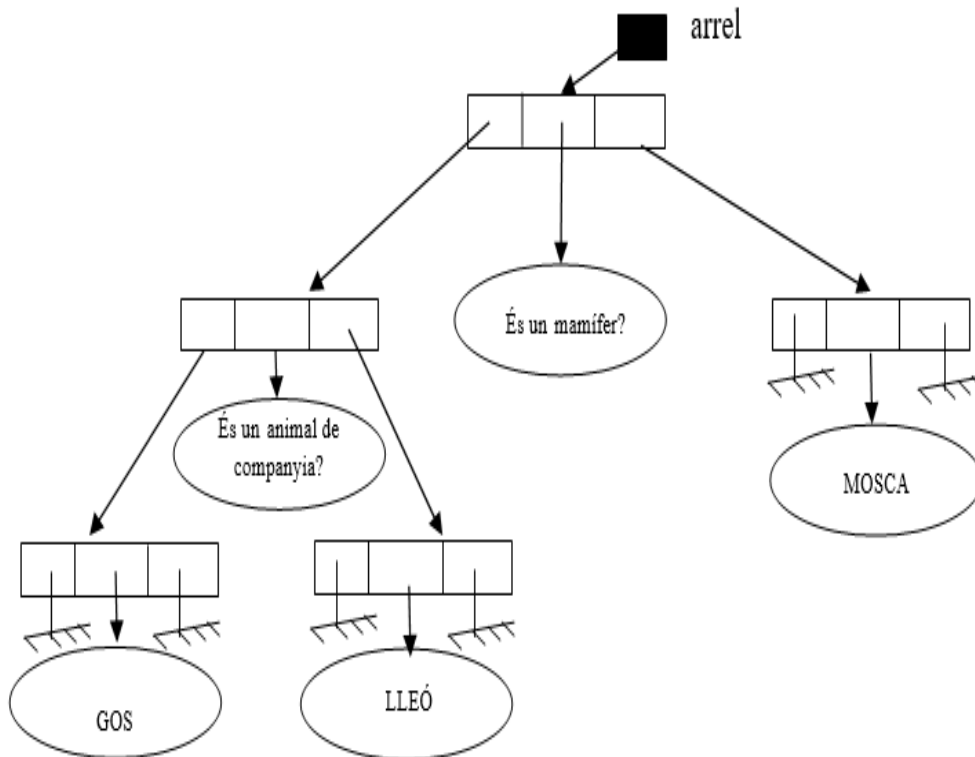 arrel
És un mamífer?
És un animal de
companyia?
MOSCA
GOS
LLEÓ